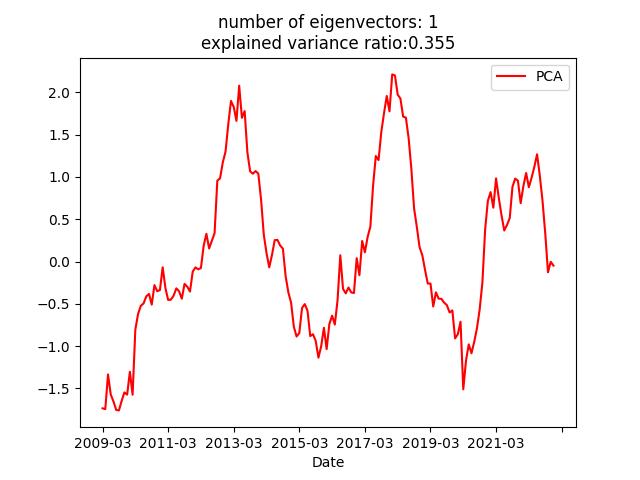 number of eigenvectors: 1
explained variance ratio:0.355
PCA
2.0
1.5
1.0
0.5
0.0
−0.5
−1.0
−1.5
2009-03 2011-03 2013-03 2015-03 2017-03 2019-03 2021-03
Date